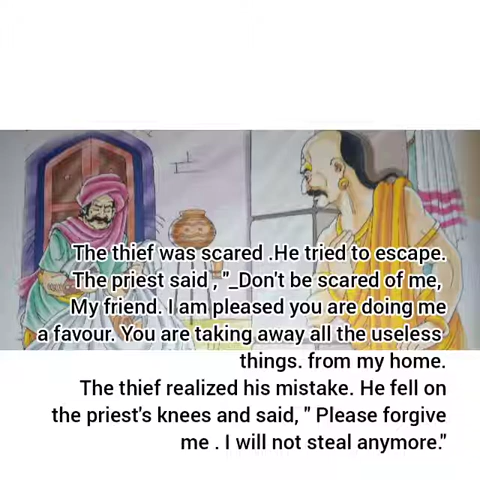 The thief was scared .He tried to escape.
The priest said , "_Don't be scared of me,
My friend. I am pleased you are doing me
a favour. You are taking away all the useless
things. from my home.
The thief realized his mistake. He fell on
the priest's knees and said, " Please forgive
me . I will not steal anymore."